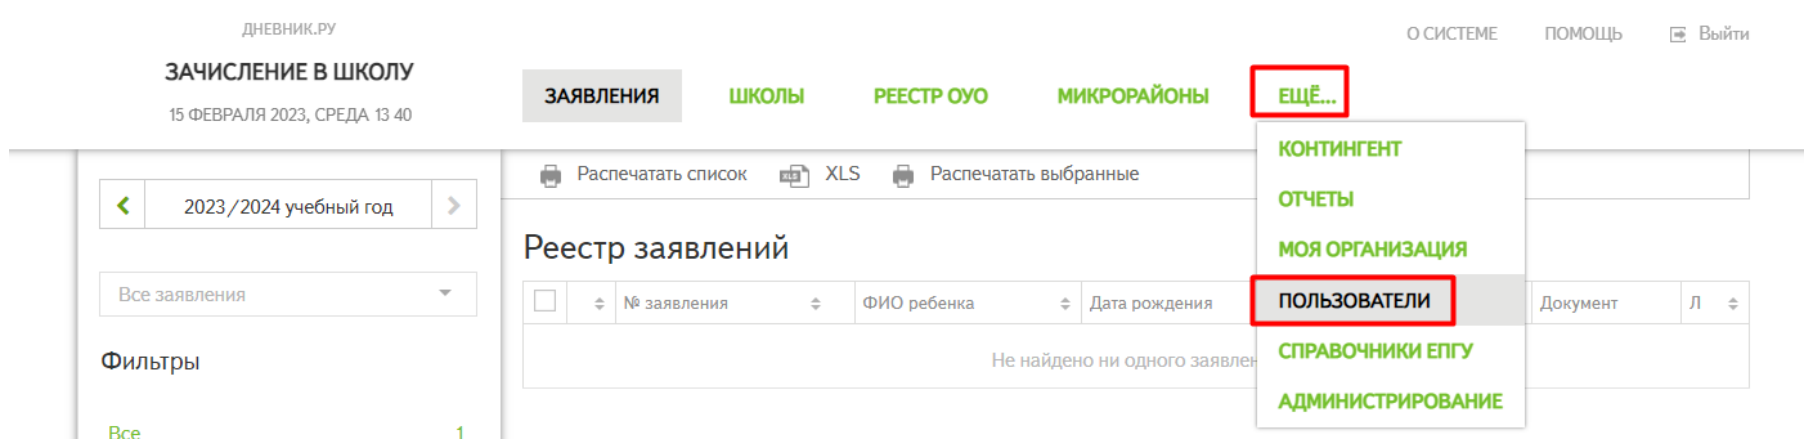 ДНЕВНИК.РУ
ЗАЧИСЛЕНИЕ В ШКОЛУ
15 ФЕВРАЛЯ 2023, СРЕДА 13 40
О СИСТЕМЕ ПОМОЩЬ Выйти
ЗАЯВЛЕНИЯ ШКОЛЫ РЕЕСТР ОУО МИКРОРАЙОНЫ ЕЩЁ...
КОНТИНГЕНТ
ОТЧЕТЫ
МОЯ ОРГАНИЗАЦИЯ
ПОЛЬЗОВАТЕЛИ
СПРАВОЧНИКИ ЕПГУ
АДМИНИСТРИРОВАНИЕ
2023/2024 учебный год
Все заявления
Фильтры
Все 1
Распечатать список XLS XLS Распечатать выбранные
Реестр заявлений
№ заявления ФИО ребенка Дата рождения Документ Л
Не найдено ни одного заявлен